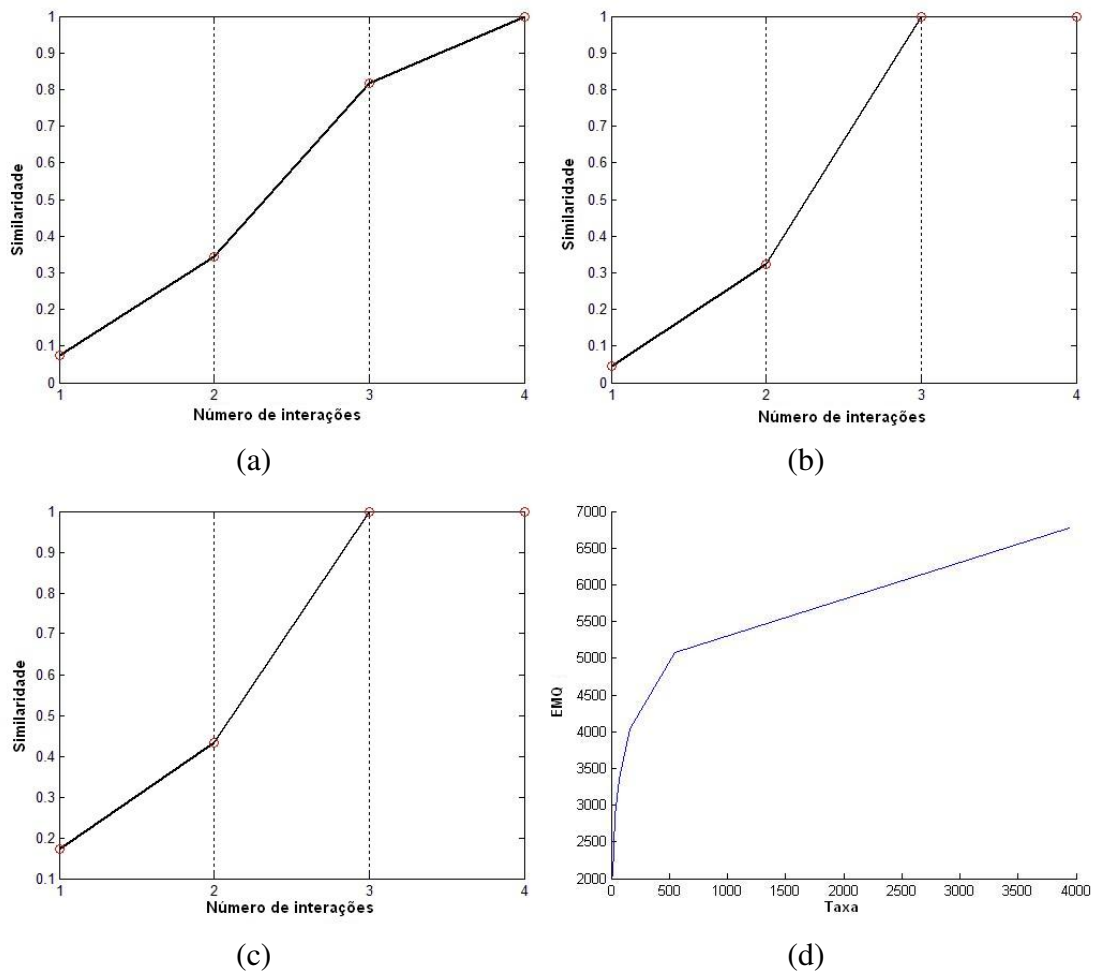 1
0.9
0.8
0.7
0.6
0.5
0.4
0.3
0.2
0.1
0
Similaridade
1 2 3 4
Número de interações
(a)
1
0.9
0.8
0.7
0.6
0.5
0.4
0.3
0.2
0.1
0
Similaridade
1 2 3 4
Número de interações
(b)
1
0.9
0.8
0.7
0.6
0.5
0.4
0.3
0.2
0.1
Similaridade
1 2 3 4
Número de interações
(c)
7000
6500
6000
5500
5000
4500
4000
3500
3000
2500
2000
EMQ
0 500 1000 1500 2000 2500 3000 3500 4000
Taxa
(d)